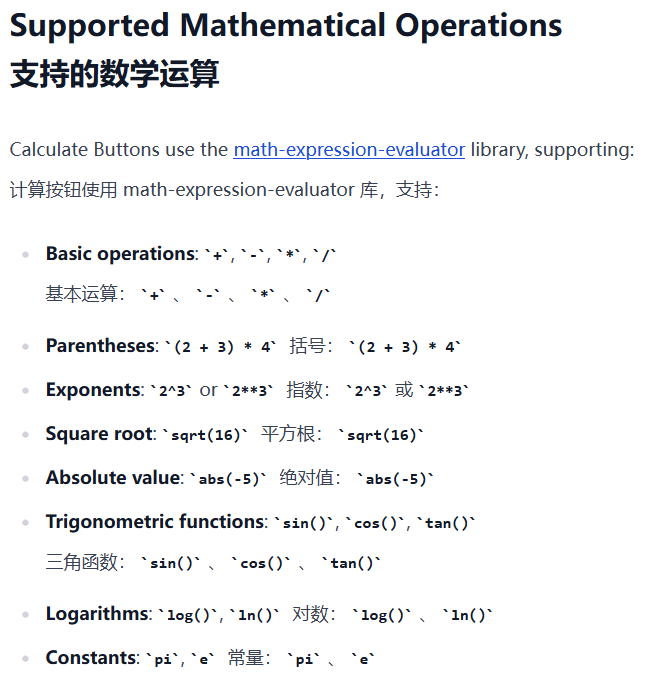 Supported Mathematical Operations
支持的数学运算
Calculate Buttons use the math-expression-evaluator library, supporting:
计算按钮使用 math-expression-evaluator 库，支持：
Basic operations: `+`, `-`, `*`, `/`
基本运算： `+` 、 `-` 、 `*` 、 `/`
Parentheses: `(2 + 3) * 4` 括号： `(2 + 3) * 4`
Exponents: `2^3` or `2**3` 指数： `2^3` 或 `2**3`
Square root: `sqrt(16)` 平方根： `sqrt(16)`
Absolute value: `abs(-5)` 绝对值： `abs(-5)`
Trigonometric functions: `sin()`, `cos()`, `tan()`
三角函数： `sin()` 、 `cos()` 、 `tan()`
Logarithms: `log()`, `ln()` 对数： `log()` 、 `ln()`
Constants: `pi`, `e` 常量： `pi` 、 `e`